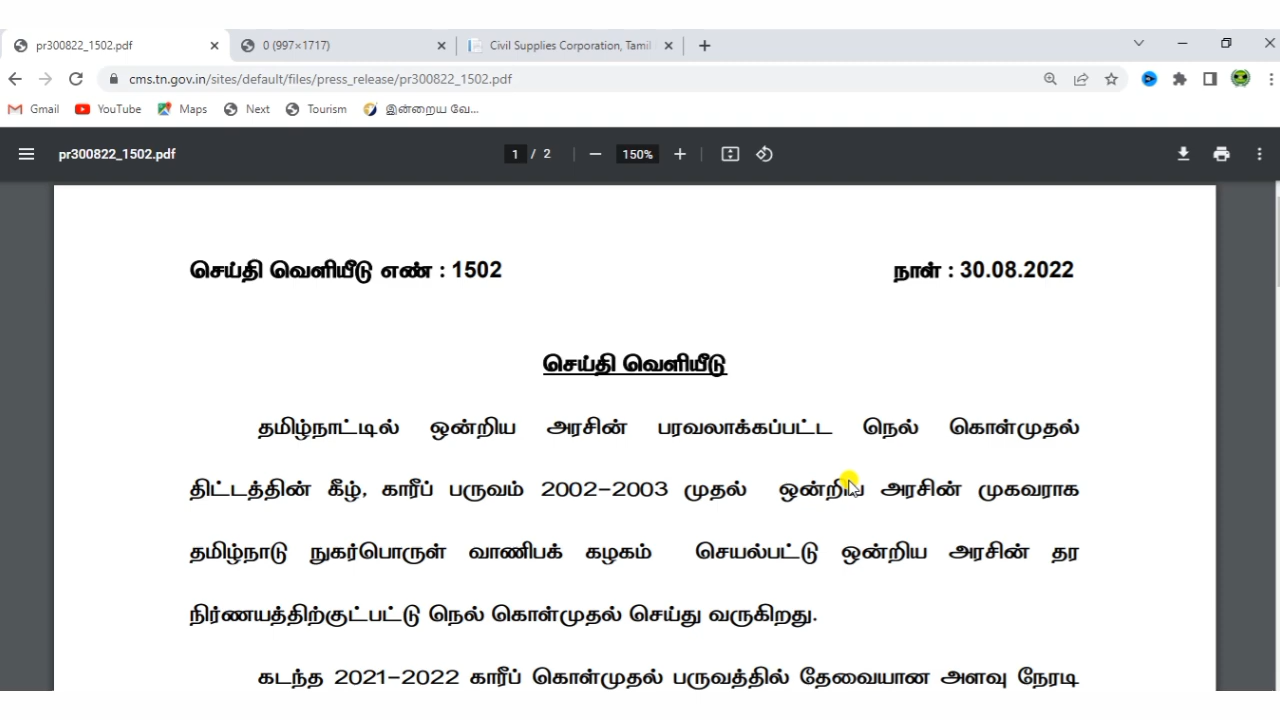 pr300822_1502.pdf
0 (997×1717)
Civil Supplies Corporation, Tamil
cms.tn.gov.in/sites/default/files/press_release/pr300822_1502.pdf
Gmail YouTube Maps Next Tourism இன்றைய வே...
pr300822_1502.pdf 1 / 2 150%
செய்தி வெளியீடு எண் : 1502 நாள் : 30.08.2022
செய்தி வெளியீடு
தமிழ்நாட்டில் ஒன்றிய அரசின் பரவலாக்கப்பட்ட நெல் கொள்முதல்
திட்டத்தின் கீழ், காரீப் பருவம் 2002-2003 முதல் ஒன்றிய அரசின் முகவராக
தமிழ்நாடு நுகர்பொருள் வாணிபக் கழகம் செயல்பட்டு ஒன்றிய அரசின் தர
நிர்ணயத்திற்குட்பட்டு நெல் கொள்முதல் செய்து வருகிறது.
கடந்த 2021-2022 காரீப் கொள்முதல் பருவத்தில் தேவையான அளவு நேரடி